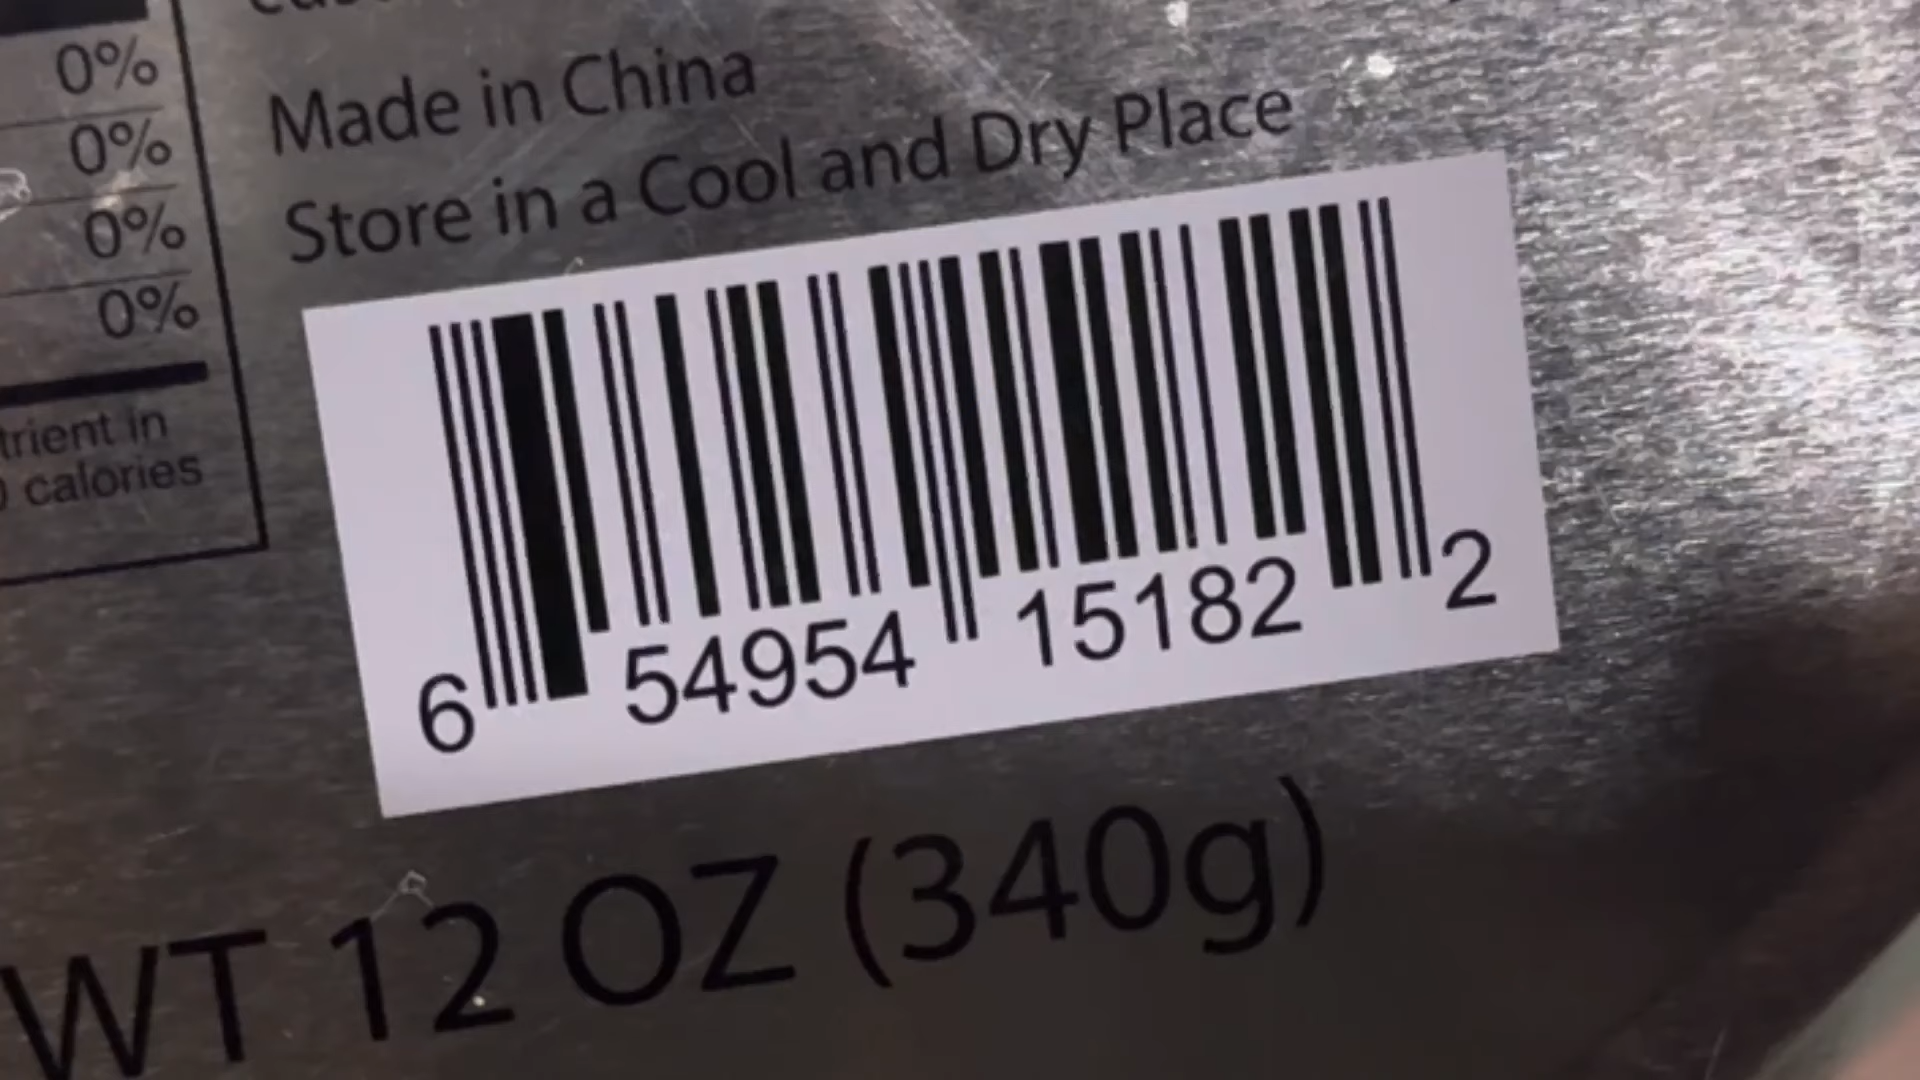 0%
0%
0%
0%
trient in
calories
Made in China
Store in a Cool and Dry Place
6 54954 15182 2
WT 12 OZ (340g)